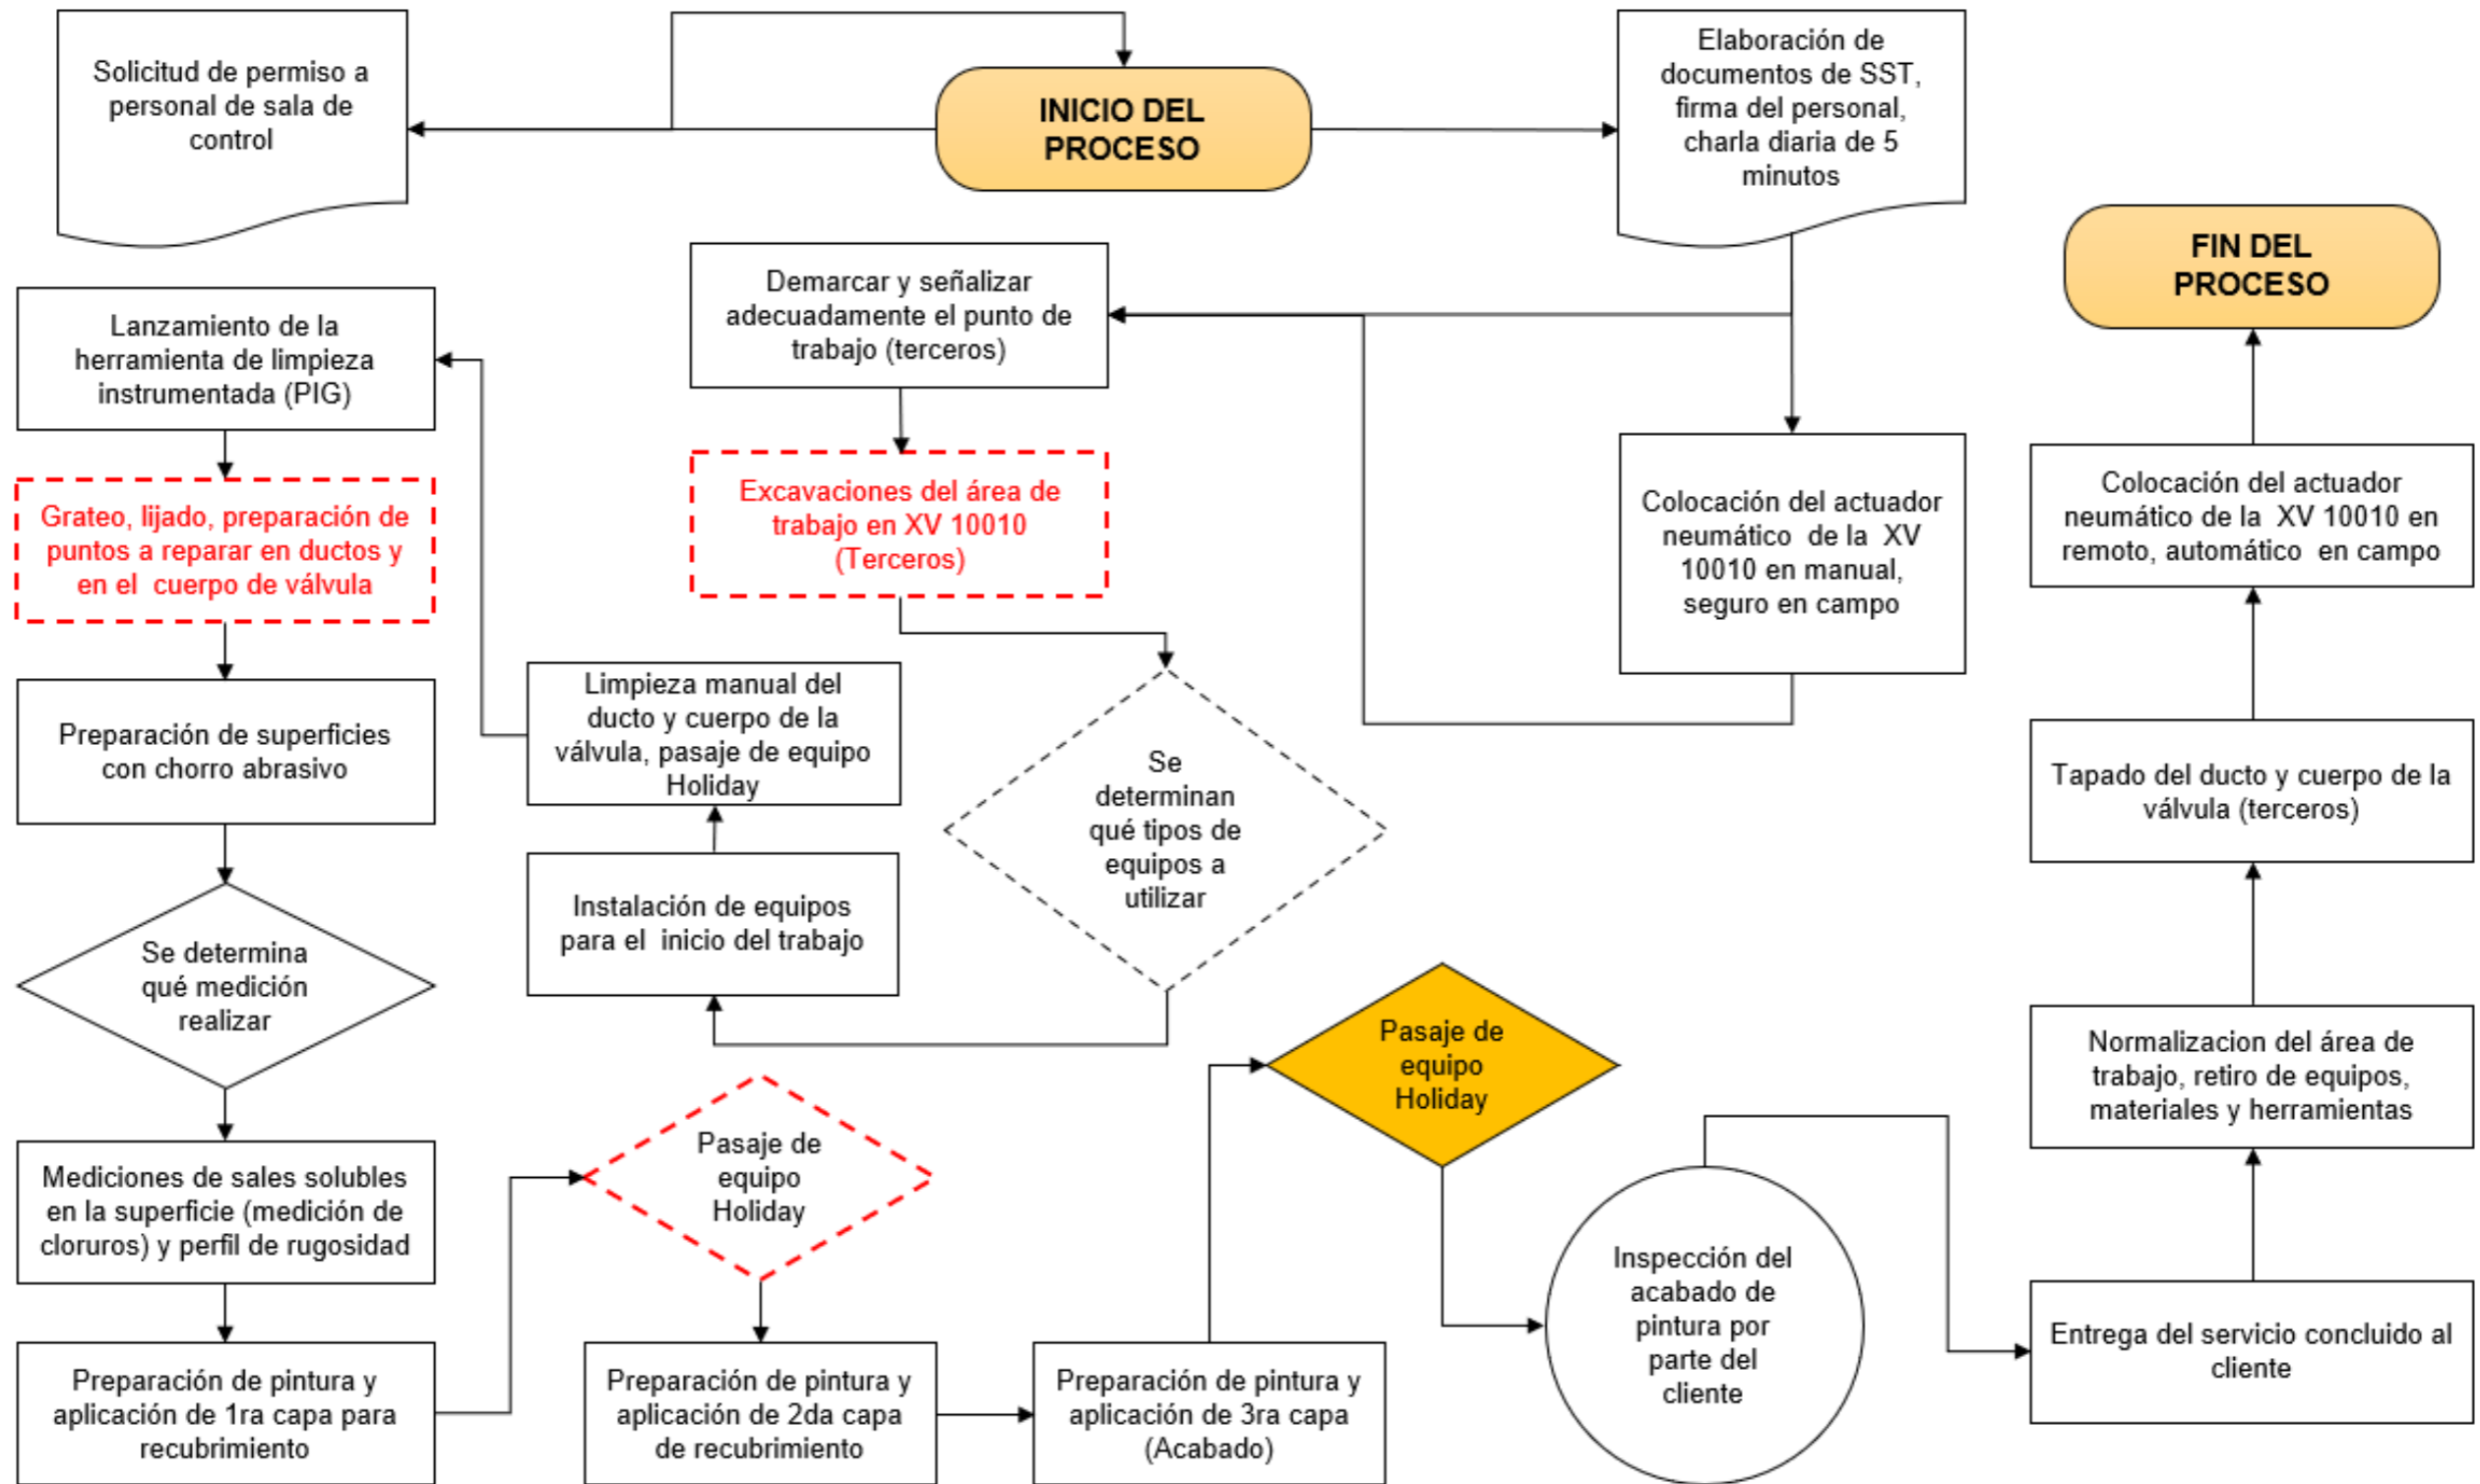 Solicitud de permiso a
personal de sala de
control
INICIO DEL
PROCESO
Elaboración de
documentos de SST,
firma del personal,
charla diaria de 5
minutos
Demarcar y señalizar
adecuadamente el punto de
trabajo (terceros)
Colocación del actuador
neumático de la XV
10010 en manual,
seguro en campo
Excavaciones del área de
trabajo en XV 10010
(Terceros)
Se
determinan
qué tipos de
equipos a
utilizar
Instalación de equipos
para el inicio del trabajo
Limpieza manual del
ducto y cuerpo de la
válvula, pasaje de equipo
Holiday
Lanzamiento de la
herramienta de limpieza
instrumentada (PIG)
Grateo, lijado, preparación de
puntos a reparar en ductos y
en el cuerpo de válvula
Preparación de superficies
con chorro abrasivo
Se determina
qué medición
realizar
Mediciones de sales solubles
en la superficie (medición de
cloruros) y perfil de rugosidad
Preparación de pintura y
aplicación de 1ra capa para
recubrimiento
Pasaje de
equipo
Holiday
Preparación de pintura y
aplicación de 2da capa
de recubrimiento
Preparación de pintura y
aplicación de 3ra capa
(Acabado)
Pasaje de
equipo
Holiday
Inspección del
acabado de
pintura por
parte del
cliente
Entrega del servicio concluido al
cliente
Normalizacion del área de
trabajo, retiro de equipos,
materiales y herramientas
Tapado del ducto y cuerpo de la
válvula (terceros)
Colocación del actuador
neumático de la XV 10010 en
remoto, automático en campo
FIN DEL
PROCESO